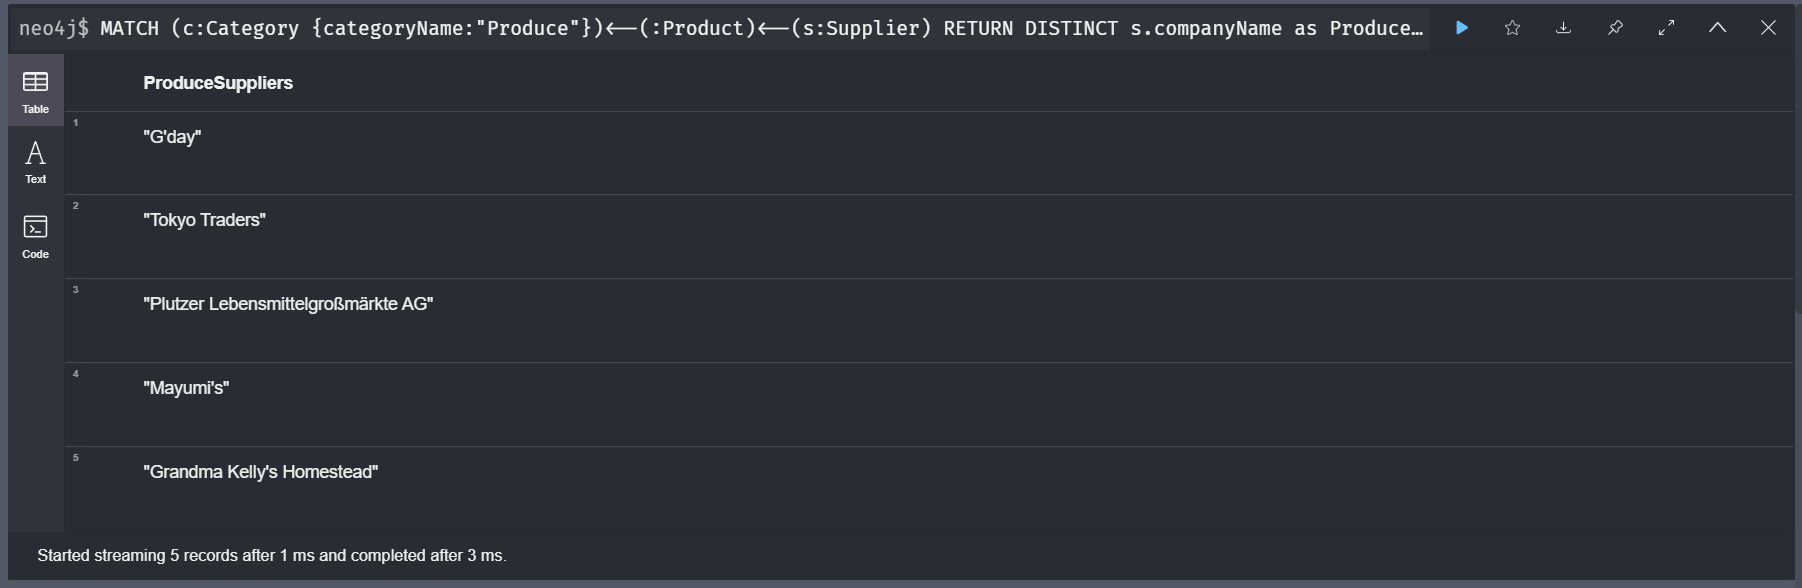 neo4j$ MATCH (c:Category {categoryName:"Produce"})<--(:Product)<--(s:Supplier) RETURN DISTINCT s.companyName as Produce…
Table
Text
Code
ProduceSuppliers
1
"G'day"
2
"Tokyo Traders"
3
"Plutzer Lebensmittelgroßmärkte AG"
4
"Mayumi's"
5
"Grandma Kelly's Homestead"
Started streaming 5 records after 1 ms and completed after 3 ms.